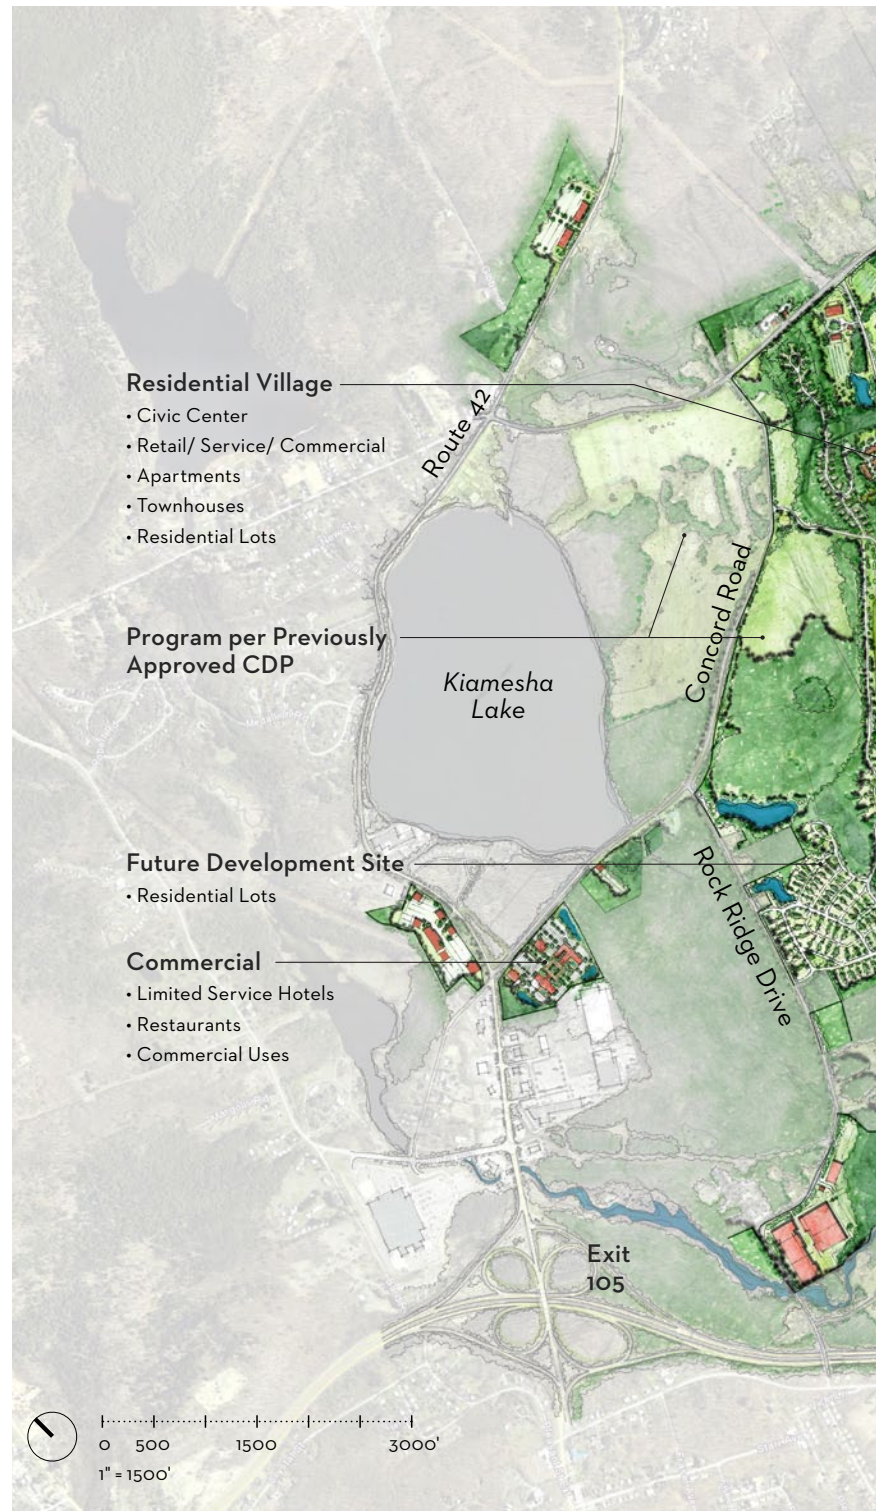 Residential Village
• Civic Center
• Retail/ Service/ Commercial
• Apartments
• Townhouses
• Residential Lots
Route 42
Concord Road
Program per Previously
Approved CDP
Kiamesha
Lake
Future Development Site
• Residential Lots
Rock Ridge Drive
Commercial
• Limited Service Hotels
• Restaurants
• Commercial Uses
Exit
105
0 500 1500 3000'
1" = 1500'